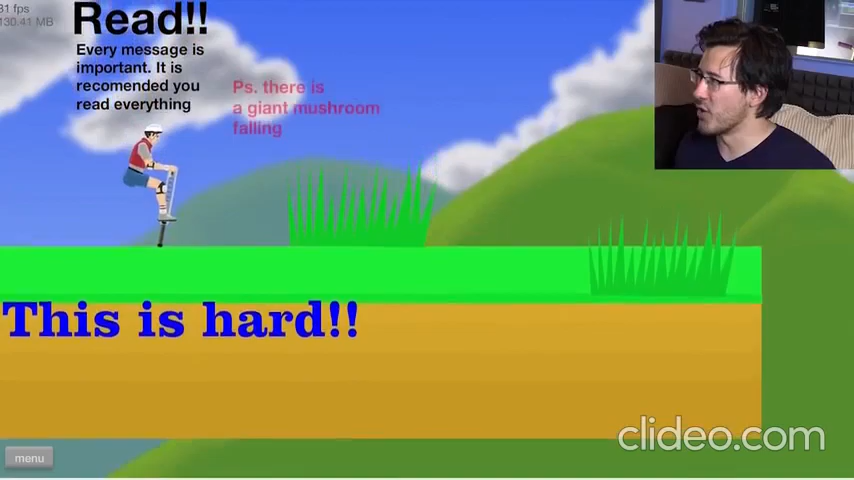 31 fps
130.41 MB
Read!!
Every message is
important. It is
recomended you
read everything
Ps. there is
a giant mushroom
falling
This is hard!!
menu
clideo.com